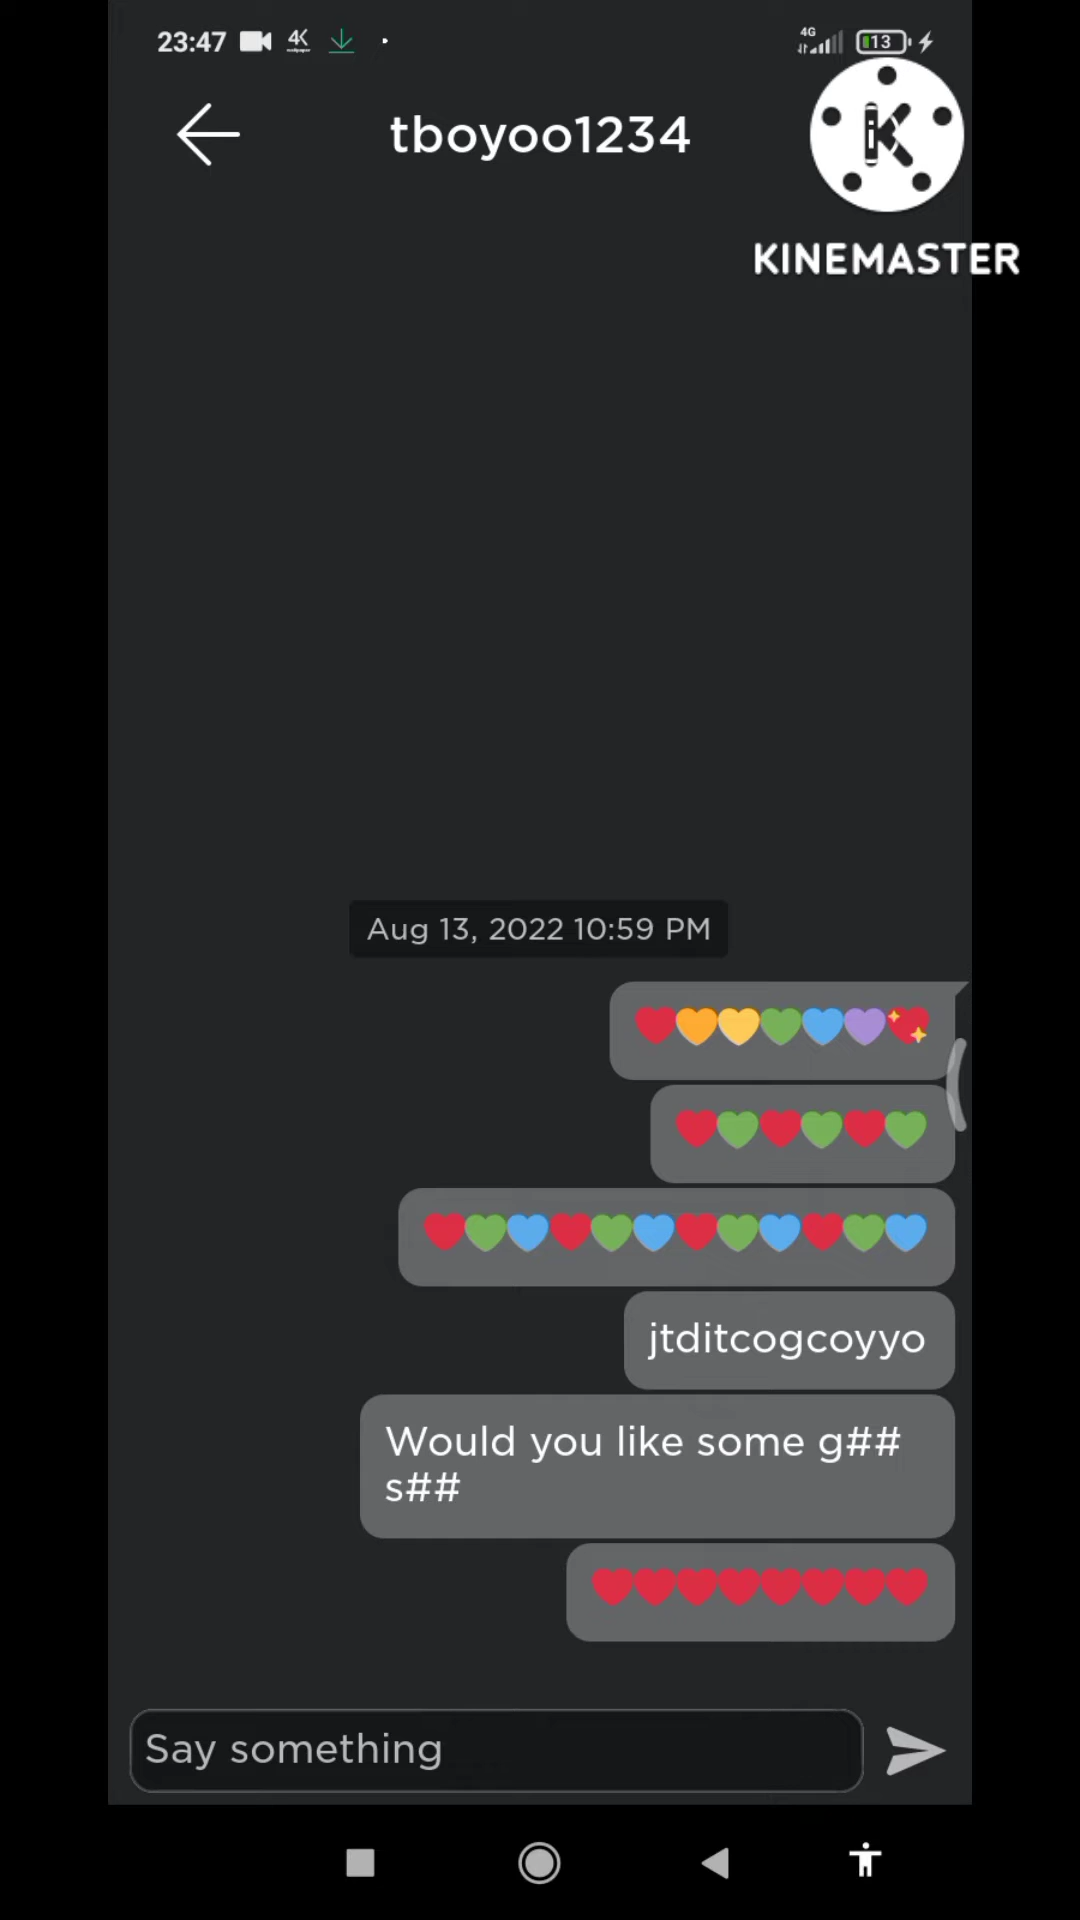 23:47 4K 4G 13
tboyoo1234
KINEMASTER
Aug 13, 2022 10:59 PM
❤🧡💛💚💙💜💖
❤💚❤💚❤💚
❤💚💙❤💚💙❤💚💙❤💚💙
jtditcogcoyyo
Would you like some g##
s##
❤❤❤❤❤❤❤❤
Say something